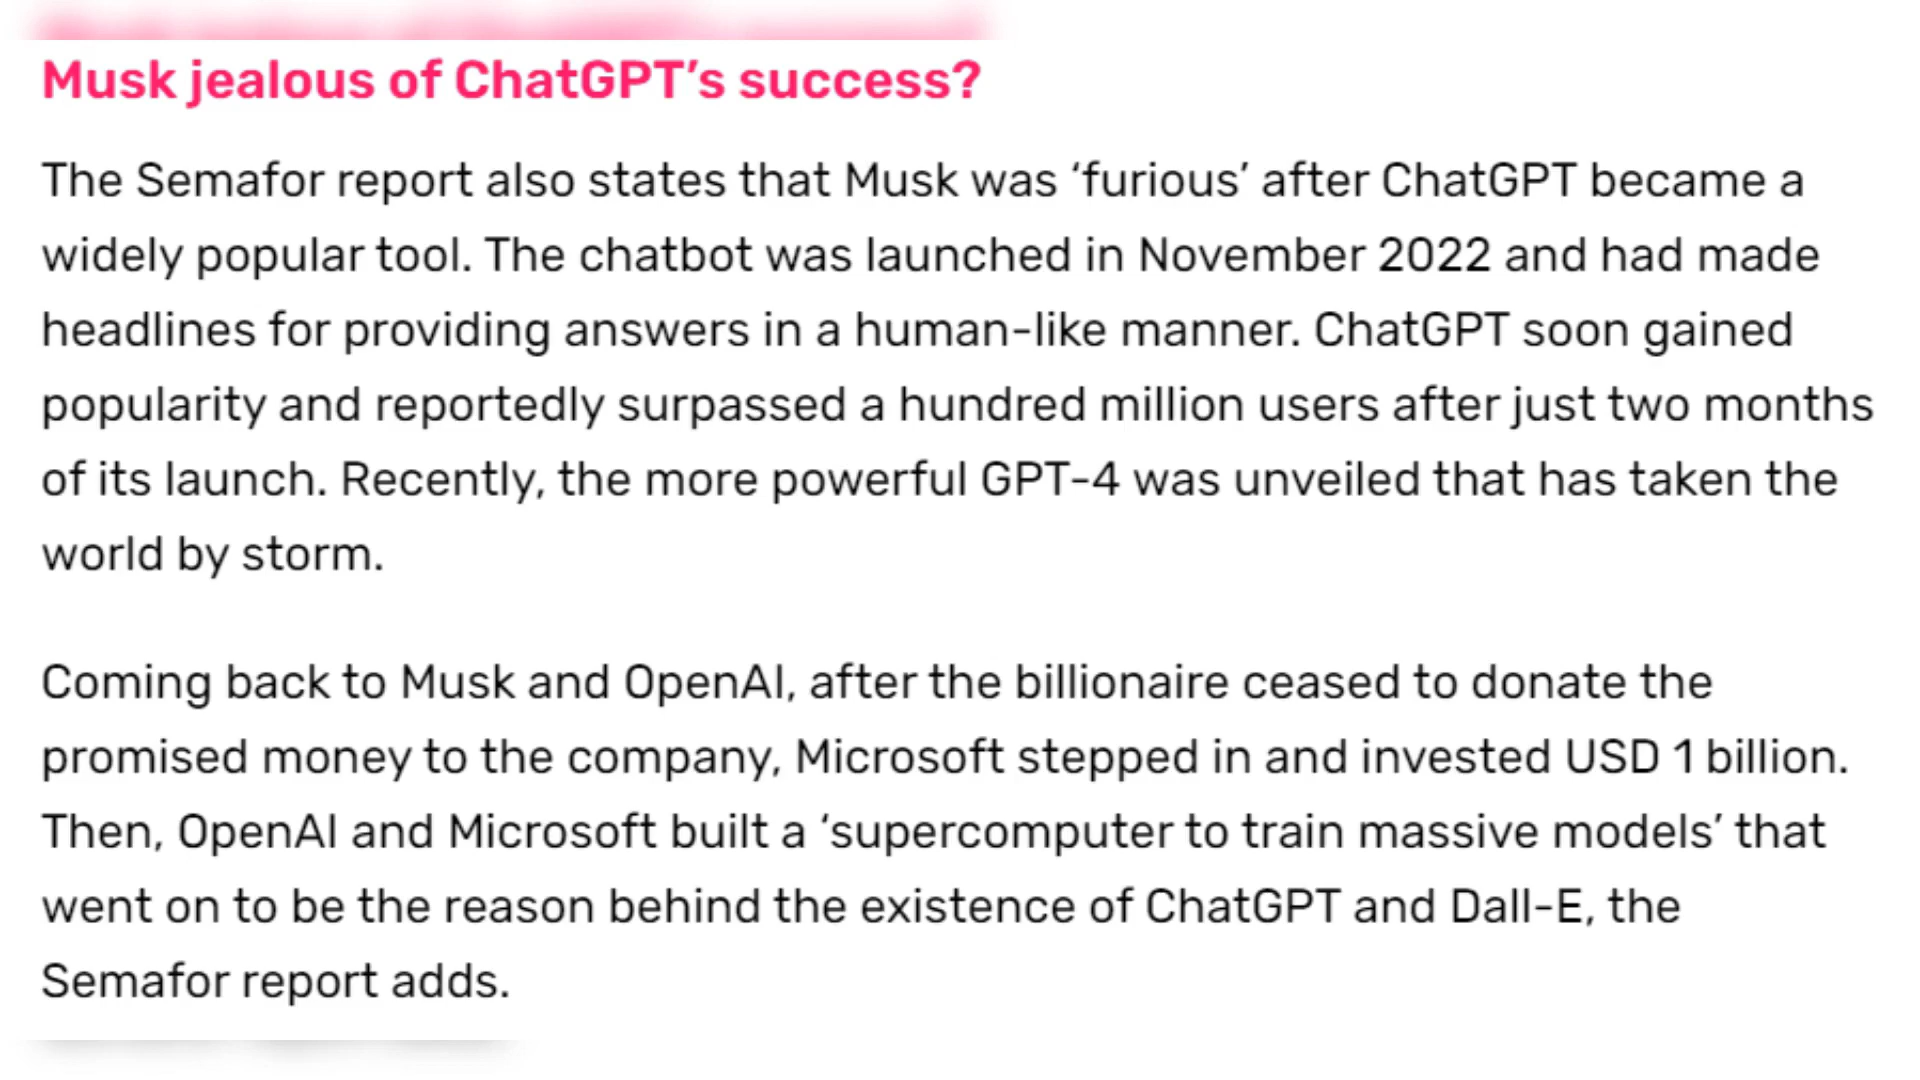 Musk jealous of ChatGPT’s success?
The Semafor report also states that Musk was ‘furious’ after ChatGPT became a
widely popular tool. The chatbot was launched in November 2022 and had made
headlines for providing answers in a human-like manner. ChatGPT soon gained
popularity and reportedly surpassed a hundred million users after just two months
of its launch. Recently, the more powerful GPT-4 was unveiled that has taken the
world by storm.
Coming back to Musk and OpenAI, after the billionaire ceased to donate the
promised money to the company, Microsoft stepped in and invested USD 1 billion.
Then, OpenAI and Microsoft built a ‘supercomputer to train massive models’ that
went on to be the reason behind the existence of ChatGPT and Dall-E, the
Semafor report adds.